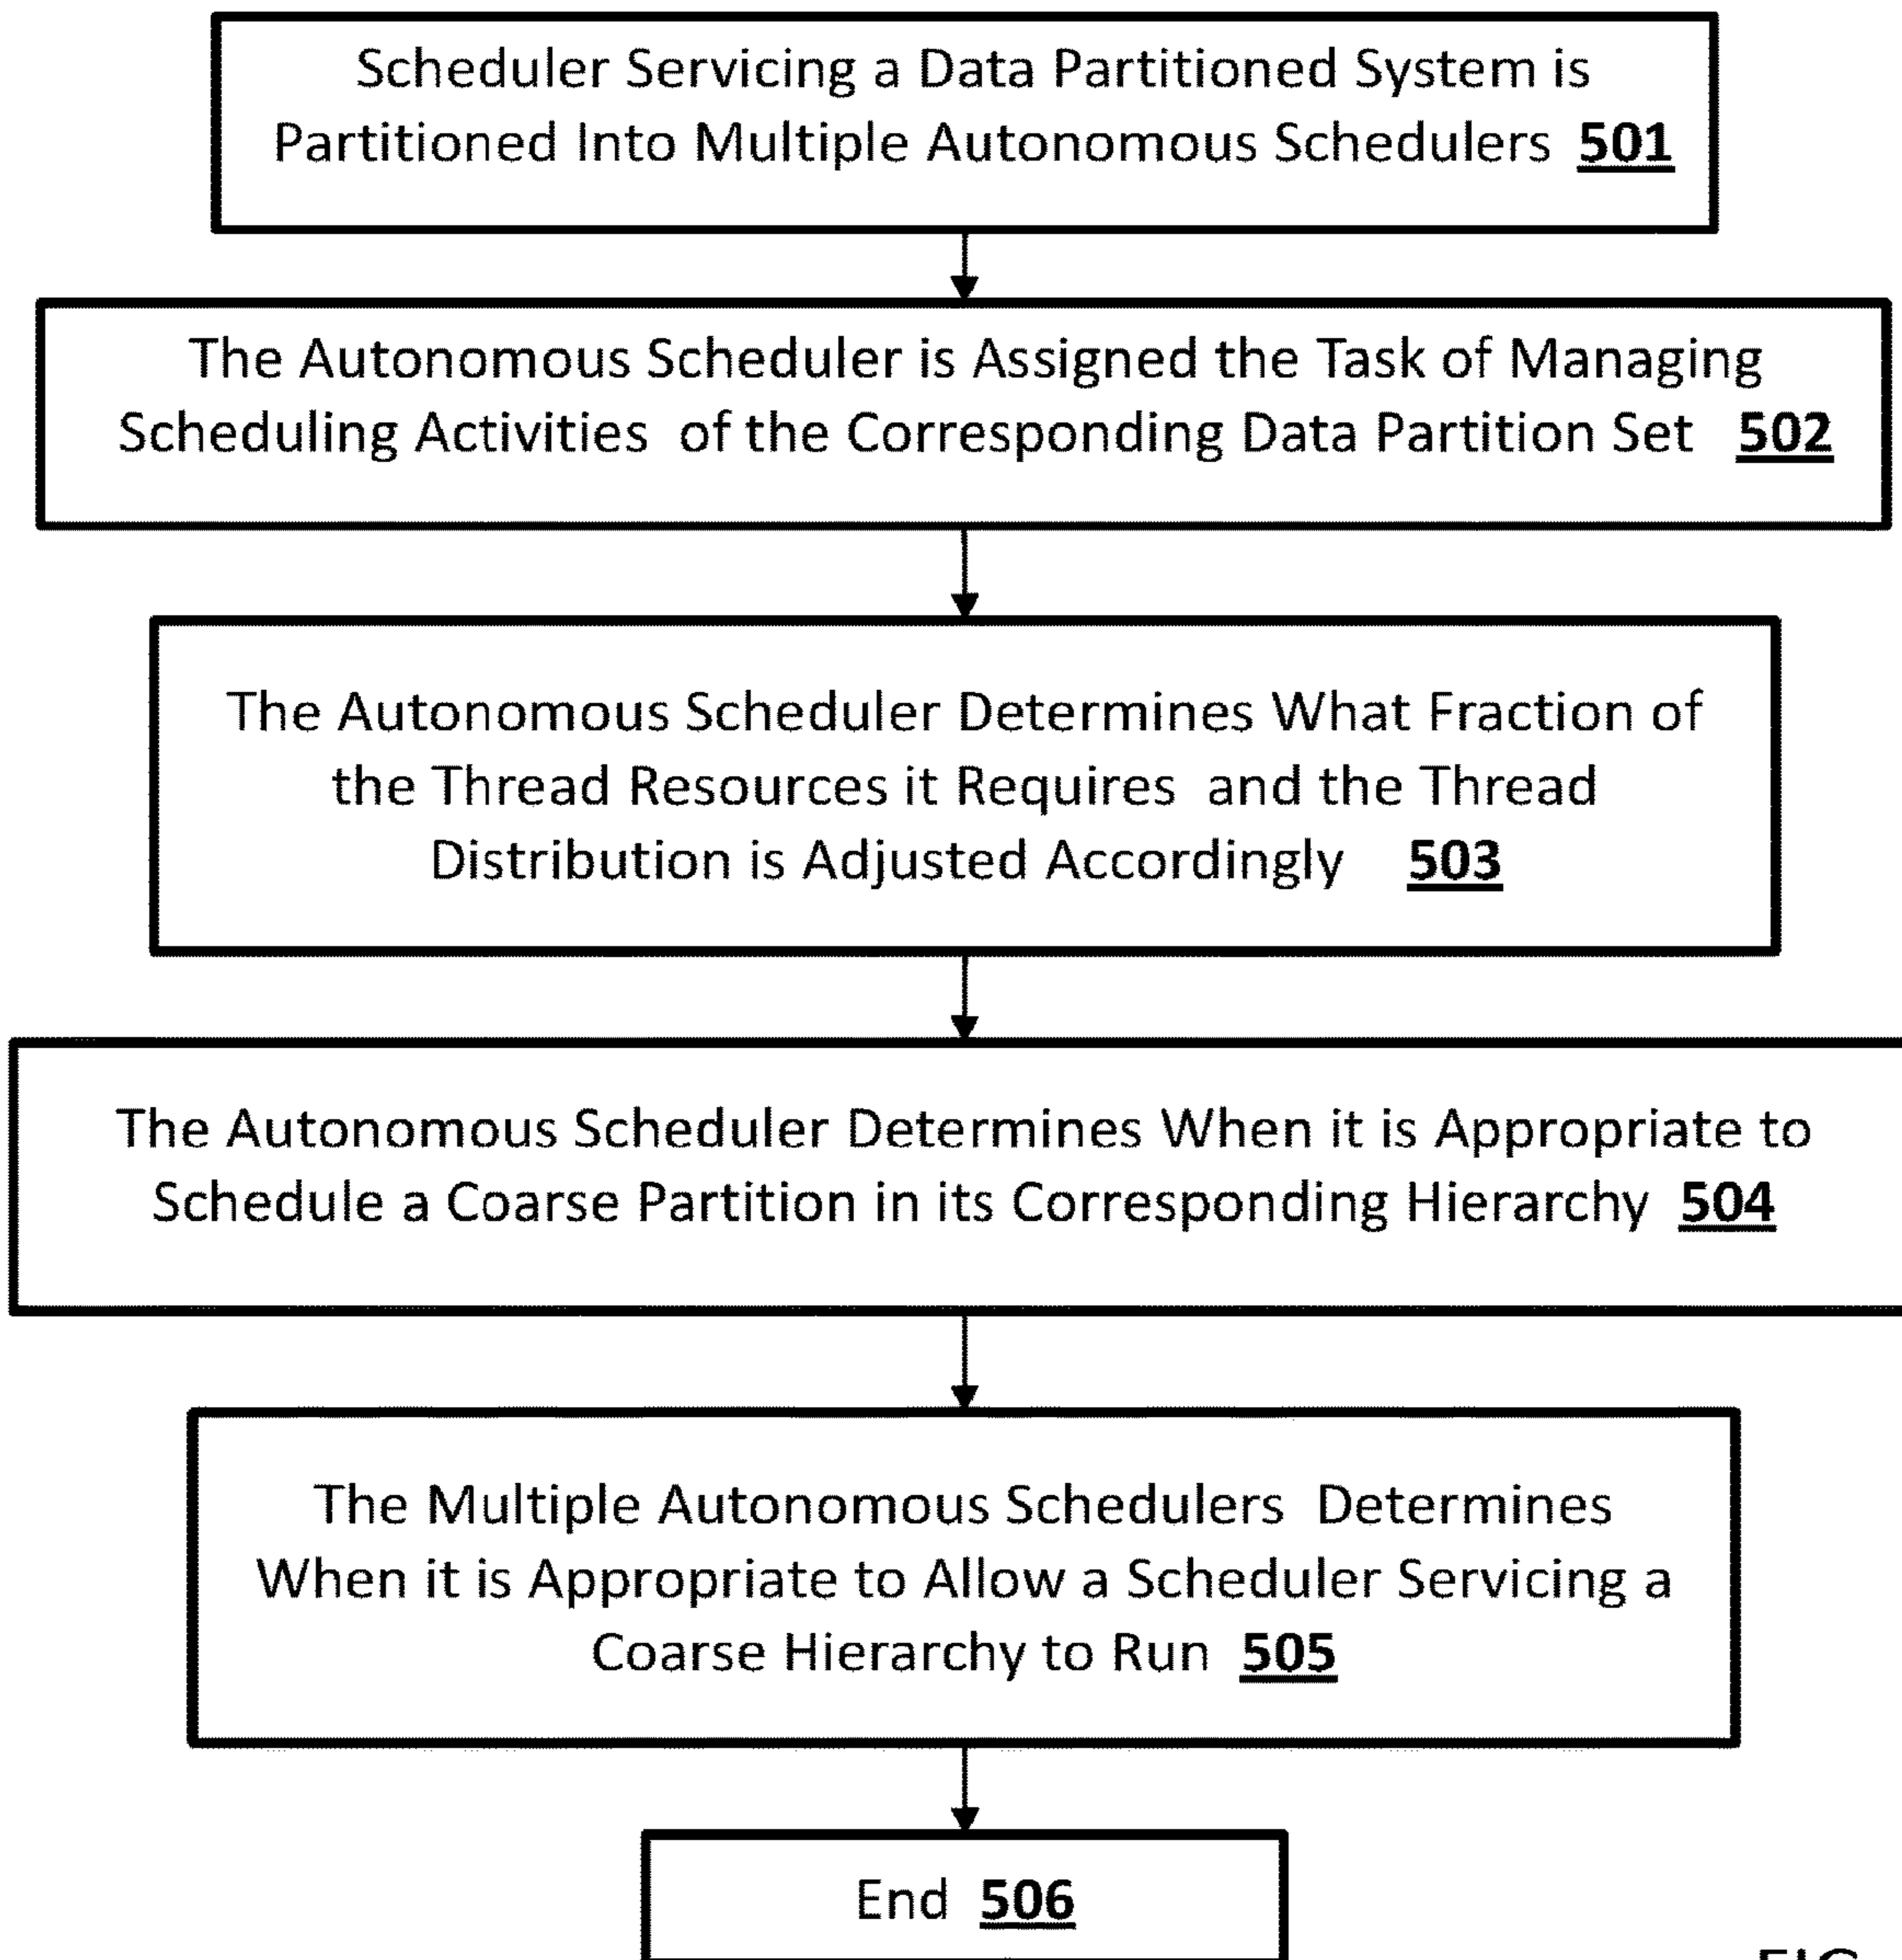 Scheduler Servicing a Data Partitioned System is
Partitioned Into Multiple Autonomous Schedulers 501
The Autonomous Scheduler is Assigned the Task of Managing
Scheduling Activities of the Corresponding Data Partition Set 502
The Autonomous Scheduler Determines What Fraction of
the Thread Resources it Requires and the Thread
Distribution is Adjusted Accordingly 503
The Autonomous Scheduler Determines When it is Appropriate to
Schedule a Coarse Partition in its Corresponding Hierarchy 504
The Multiple Autonomous Schedulers Determines
When it is Appropriate to Allow a Scheduler Servicing a
Coarse Hierarchy to Run 505
End 506